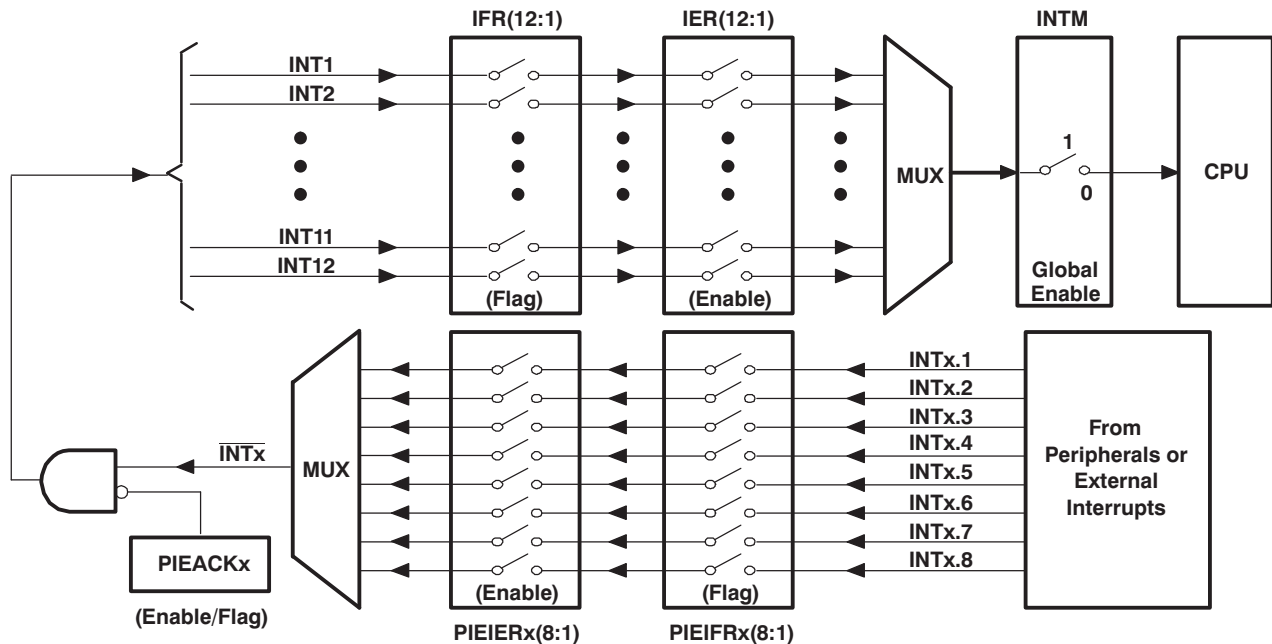 IFR(12:1) IER(12:1) INTM
INT1
INT2
MUX
1
0
CPU
INT11
INT12
(Flag)
(Enable)
Global
Enable
INTx.1
INTx.2
INTx.3
INTx.4
INTx.5
INTx.6
INTx.7
INTx.8
From
Peripherals or
External
Interrupts
INTx
MUX
PIEACKx
(Enable/Flag)
(Enable)
(Flag)
PIEIERx(8:1) PIEIFRx(8:1)